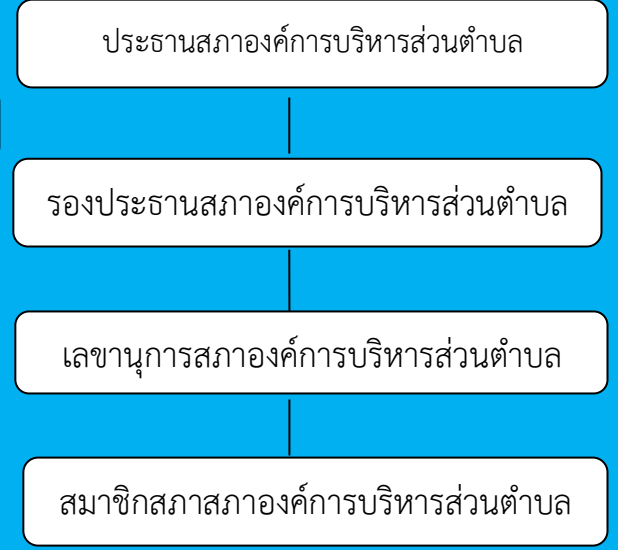 ประธานสภาองค์การบริหารส่วนตำบล
รองประธานสภาองค์การบริหารส่วนตำบล
เลขานุการสภาองค์การบริหารส่วนตำบล
สมาชิกสภาสภาองค์การบริหารส่วนตำบล